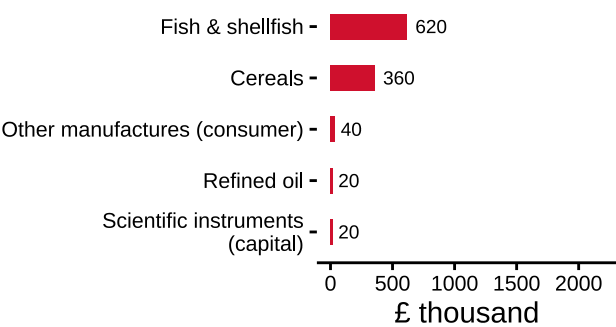 Fish & shellfish
620
Cereals
360
Other manufactures (consumer)
40
Refined oil
20
Scientific instruments
(capital)
20
0 500 1000 1500 2000
£ thousand